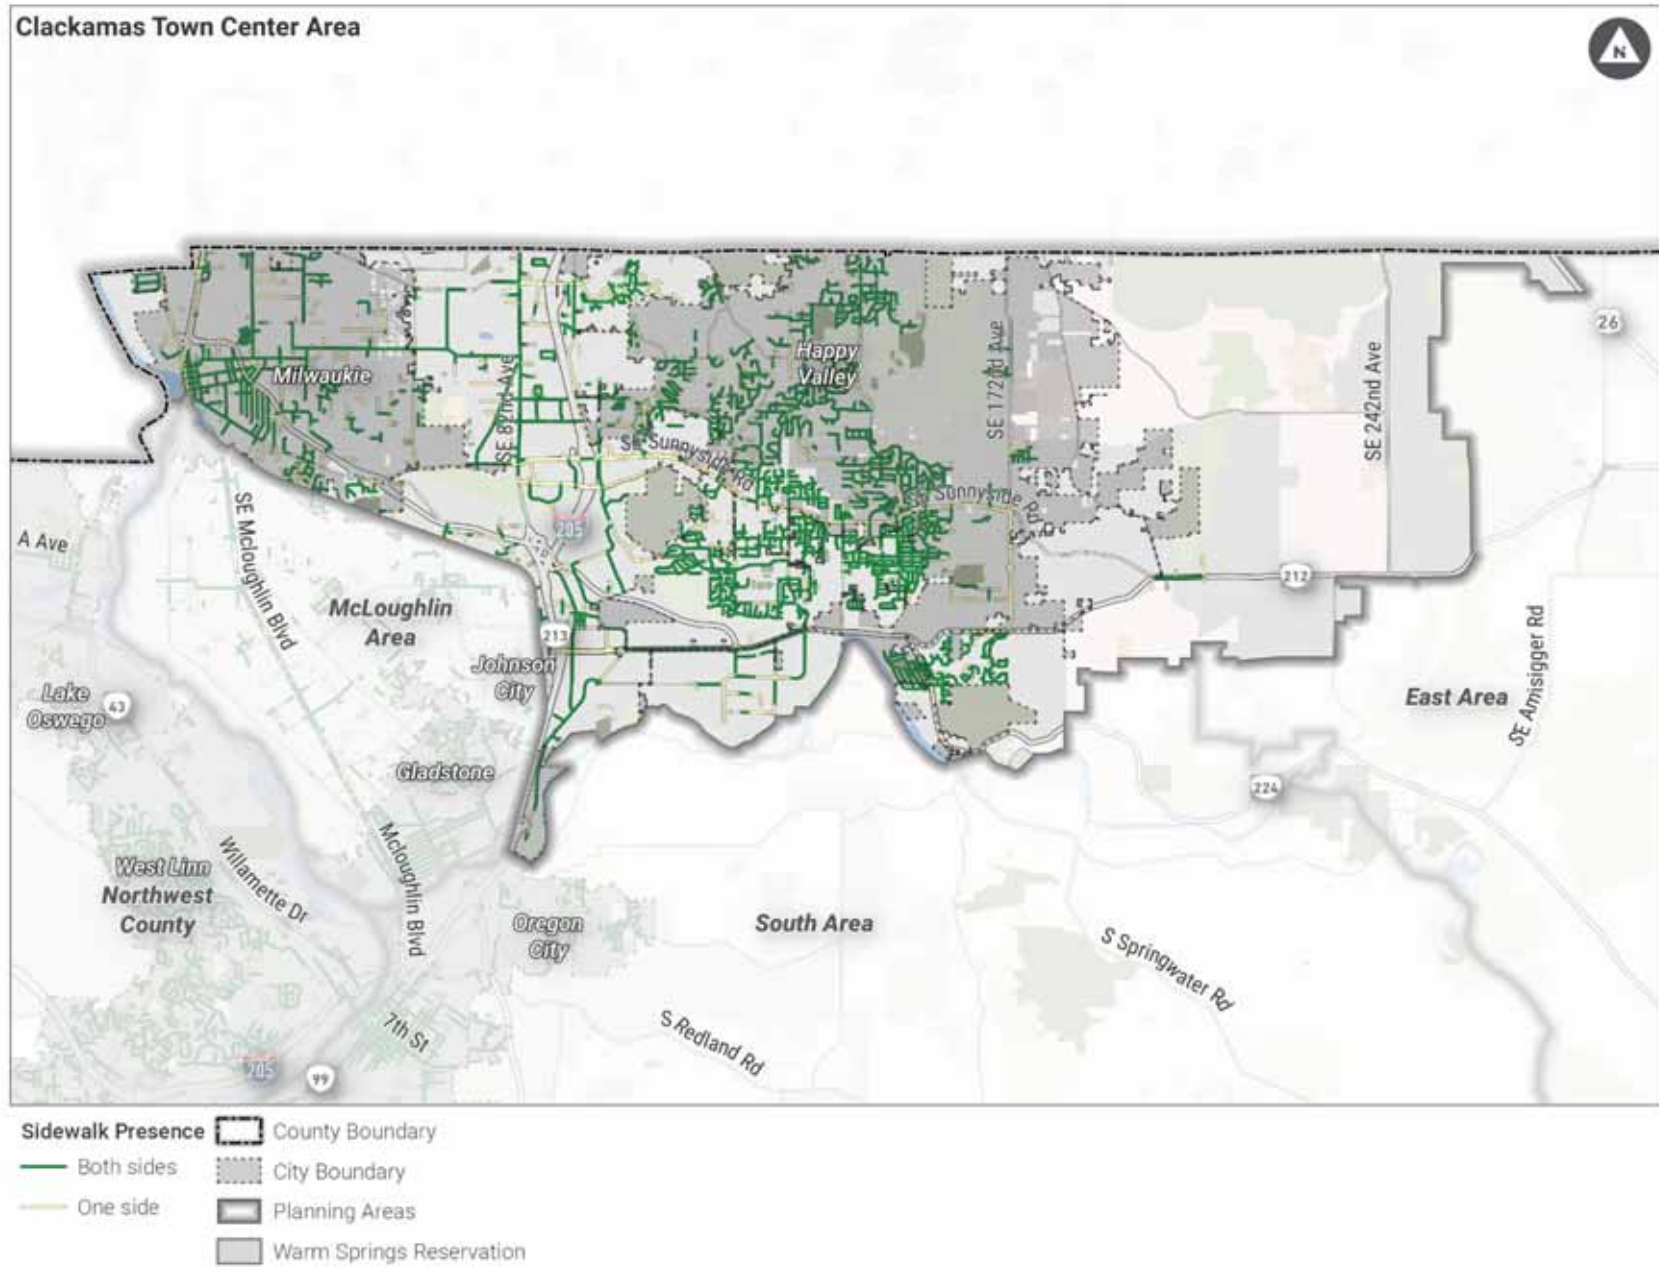 Clackamas Town Center Area
N
26
Happy
Valley
Milwaukie
SE 82nd Ave
SE 172nd Ave
SE 242nd Ave
SE Sunnyside Rd
SE Sunnyside Rd
SE Mcloughlin Blvd
A Ave
205
212
McLoughlin
Area
213
Johnson
City
Lake
Oswego
43
East Area
SE Amisigger Rd
Gladstone
224
Mcloughlin Blvd
Willamette Dr
West Linn
Northwest
County
Oregon
City
South Area
S Springwater Rd
S Redland Rd
7th St
205
99
Sidewalk Presence
Both sides
One side
County Boundary
City Boundary
Planning Areas
Warm Springs Reservation